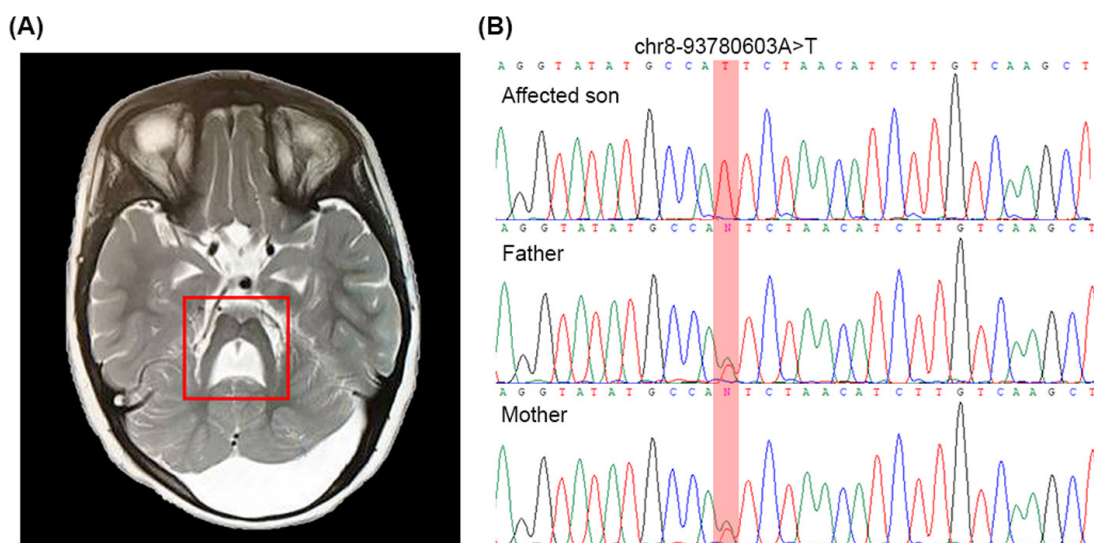 (A)
(B)
chr8-93780603A>T
A G G T A T A T G C C A T T C T A A C A T C T T G T C A A G C T
Affected son
A G G T A T A T G C C A N T C T A A C A T C T T G T C A A G C T
Father
A G G T A T A T G C C A N T C T A A C A T C T T G T C A A G C T
Mother